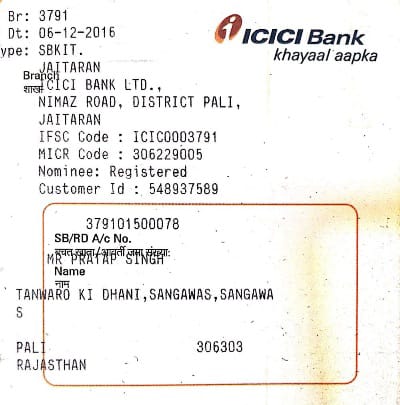 Br: 3791
Dt: 06-12-2016
ype: SBKIT.
ICICI Bank
khayaal aapka
JAITARAN
Branch
शाखा
ICICI BANK LTD.,
NIMAZ ROAD, DISTRICT PALI,
JAITARAN
IFSC Code : ICIC0003791
MICR Code : 306229005
Nominee: Registered
Customer Id : 548937589
379101500078
SB/RD A/c No.
बचत खाता/आवर्ती जमा संख्या:
MR PRATAP SINGH
Name
नाम
TANWARO KI DHANI,SANGAWAS,SANGAWA
S
PALI 306303
RAJASTHAN